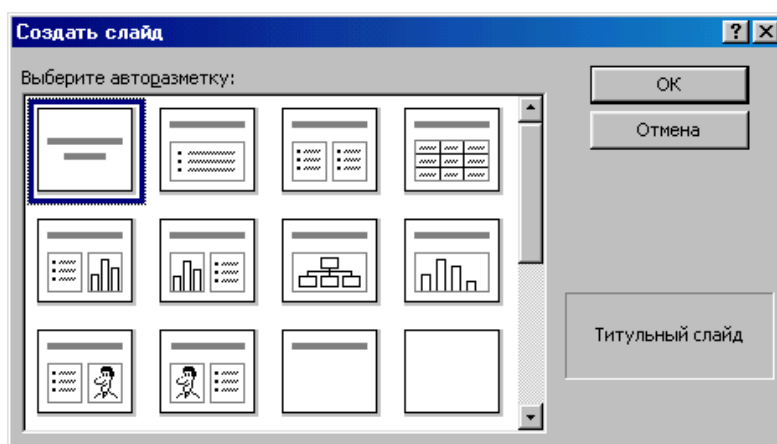 Создать слайд
Выберите авторазметку:
ОК
Отмена
Титульный слайд